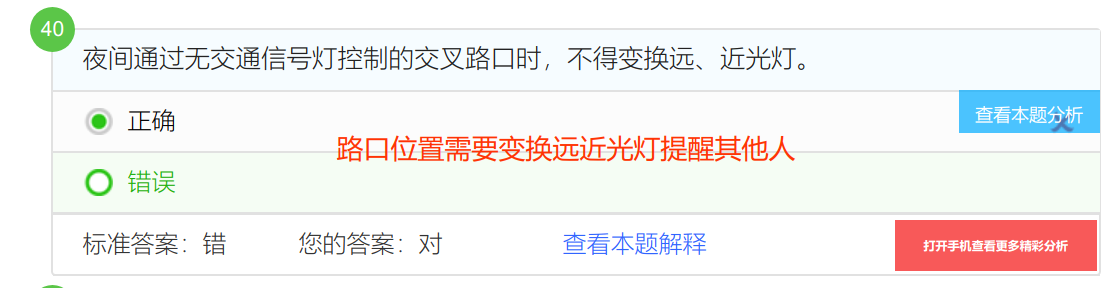 40
夜间通过无交通信号灯控制的交叉路口时，不得变换远、近光灯。
正确
查看本题分析
路口位置需要变换远近光灯提醒其他人
错误
标准答案：错 您的答案：对 查看本题解释 打开手机查看更多精彩分析